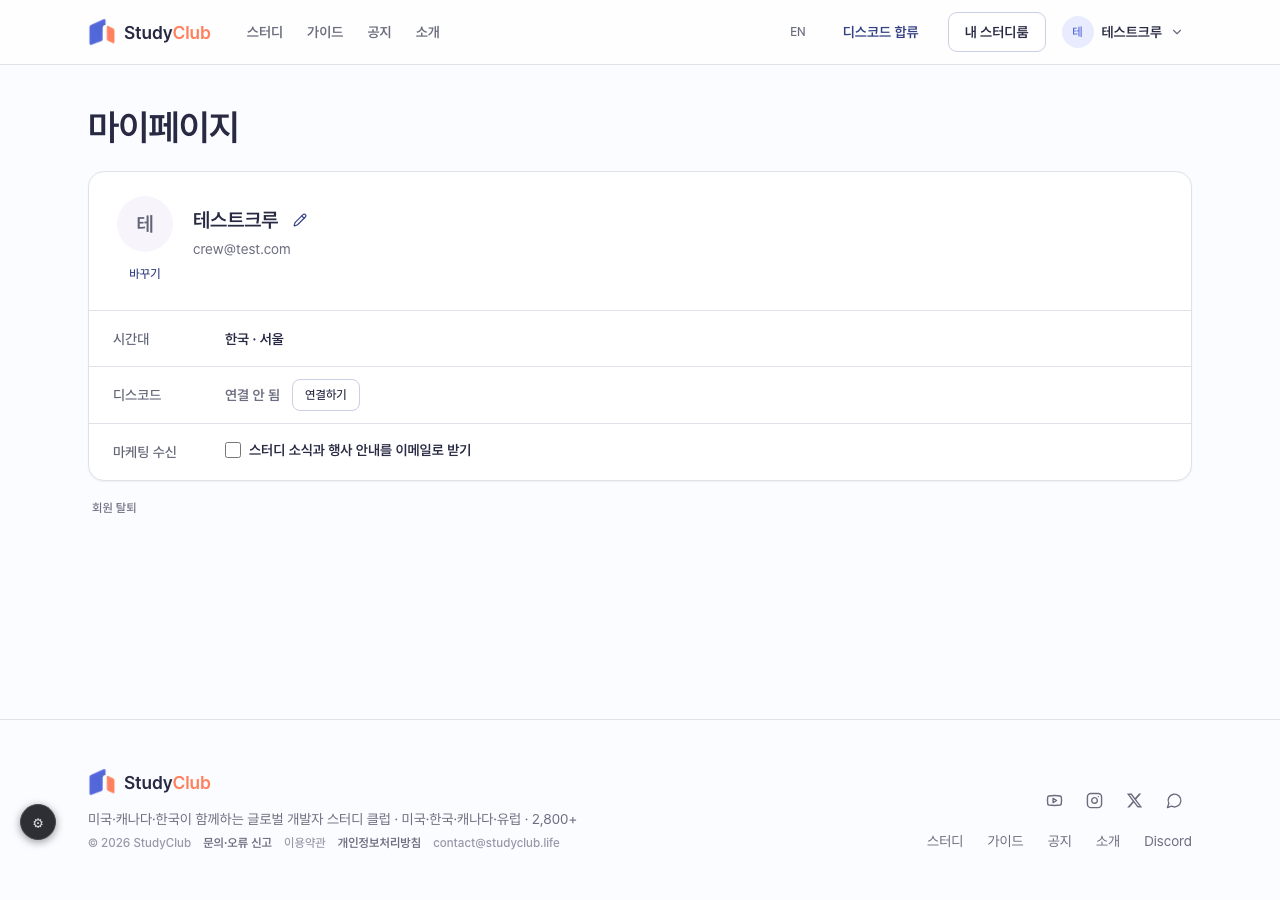 StudyClub 스터디 가이드 공지 소개 EN 디스코드 합류 내 스터디룸 테 테스트크루
마이페이지
테 테스트크루
crew@test.com
바꾸기
시간대 한국 · 서울
디스코드 연결 안 됨 연결하기
마케팅 수신 스터디 소식과 행사 안내를 이메일로 받기
회원 탈퇴
StudyClub
미국·캐나다·한국이 함께하는 글로벌 개발자 스터디 클럽 · 미국·한국·캐나다·유럽 · 2,800+
© 2026 StudyClub 문의·오류 신고 이용약관 개인정보처리방침 contact@studyclub.life
스터디 가이드 공지 소개 Discord